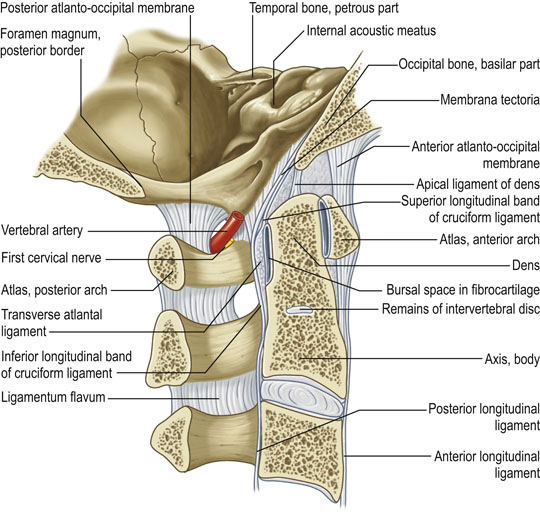 Posterior atlanto-occipital membrane
Foramen magnum,
posterior border
Temporal bone, petrous part
Internal acoustic meatus
Occipital bone, basilar part
Membrana tectoria
Anterior atlanto-occipital
membrane
Apical ligament of dens
Superior longitudinal band
of cruciform ligament
Atlas, anterior arch
Dens
Bursal space in fibrocartilage
Remains of intervertebral disc
Axis, body
Posterior longitudinal
ligament
Anterior longitudinal
ligament
Vertebral artery
First cervical nerve
Atlas, posterior arch
Transverse atlantal
ligament
Inferior longitudinal band
of cruciform ligament
Ligamentum flavum